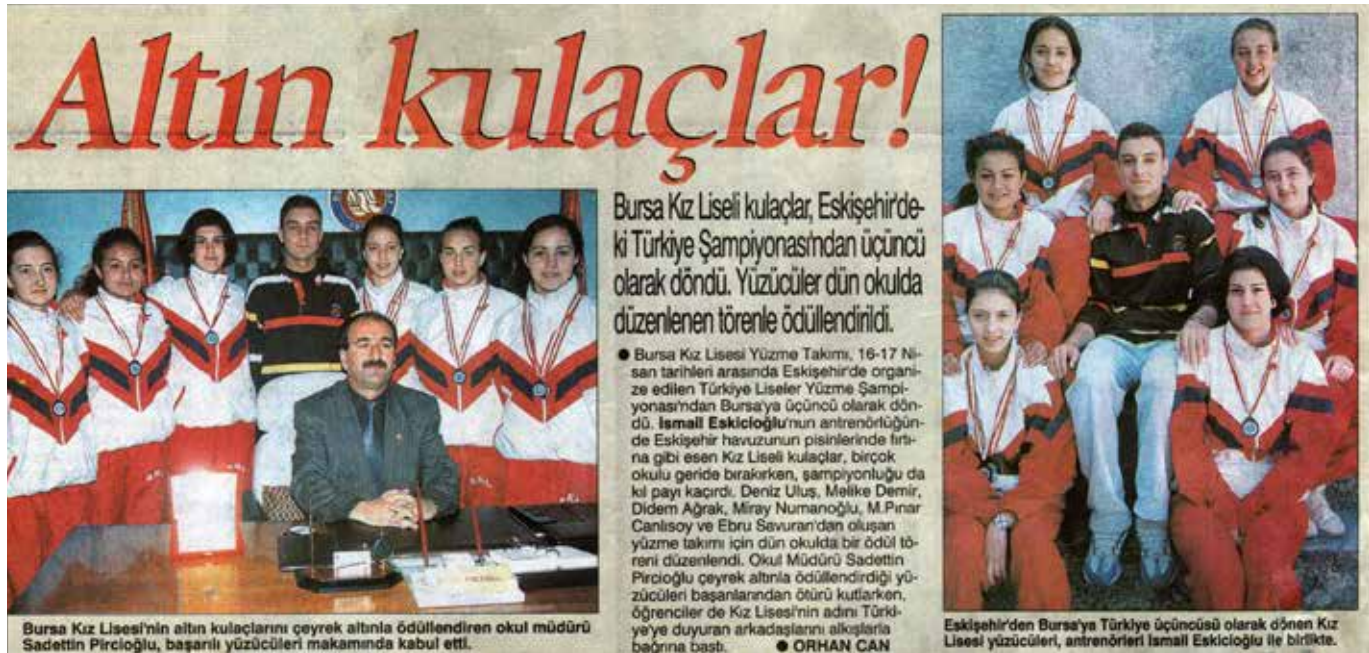 Altın kulaçlar!
Bursa Kız Liseli kulaçlar, Eskişehir'de-
ki Türkiye Şampiyonası'ndan üçüncü
olarak döndü. Yüzücüler dün okulda
düzenlenen törenle ödüllendirildi.
● Bursa Kız Lisesi Yüzme Takımı, 16-17 Ni-
san tarihleri arasında Eskişehir'de organi-
ze edilen Türkiye Liseler Yüzme Şampi-
yonası'ndan Bursa'ya üçüncü olarak dön-
dü. Ismail Eskicioğlu'nun antrenörlüğün-
de Eskişehir havuzunun pisinlerinde fırtı-
na gibi esen Kız Liseli kulaçlar, birçok
okulu geride bırakırken, şampiyonluğu da
kıl payı kaçırdı. Deniz Uluş, Melike Demir,
Didem Ağrak, Miray Numanoğlu, M.Pınar
Canlısoy ve Ebru Savuran'dan oluşan
yüzme takımı için dün okulda bir ödül tö-
reni düzenlendi. Okul Müdürü Sadettin
Pircioğlu çeyrek altınla ödüllendirdiği yü-
zücüleri başarılarından ötürü kutlarken,
öğrenciler de Kız Lisesi'nin adını Türki-
ye'ye duyuran arkadaşlarını alkışlarla
bağrına bastı. ● ORHAN CAN
Bursa Kız Lisesi'nin altın kulaçlarını çeyrek altınla ödüllendiren okul müdürü
Sadettin Pircioğlu, başarılı yüzücüleri makamında kabul etti.
Eskişehir'den Bursa'ya Türkiye üçüncüsü olarak dönen Kız
Lisesi yüzücüleri, antrenörleri Ismail Eskicioğlu ile birlikte.